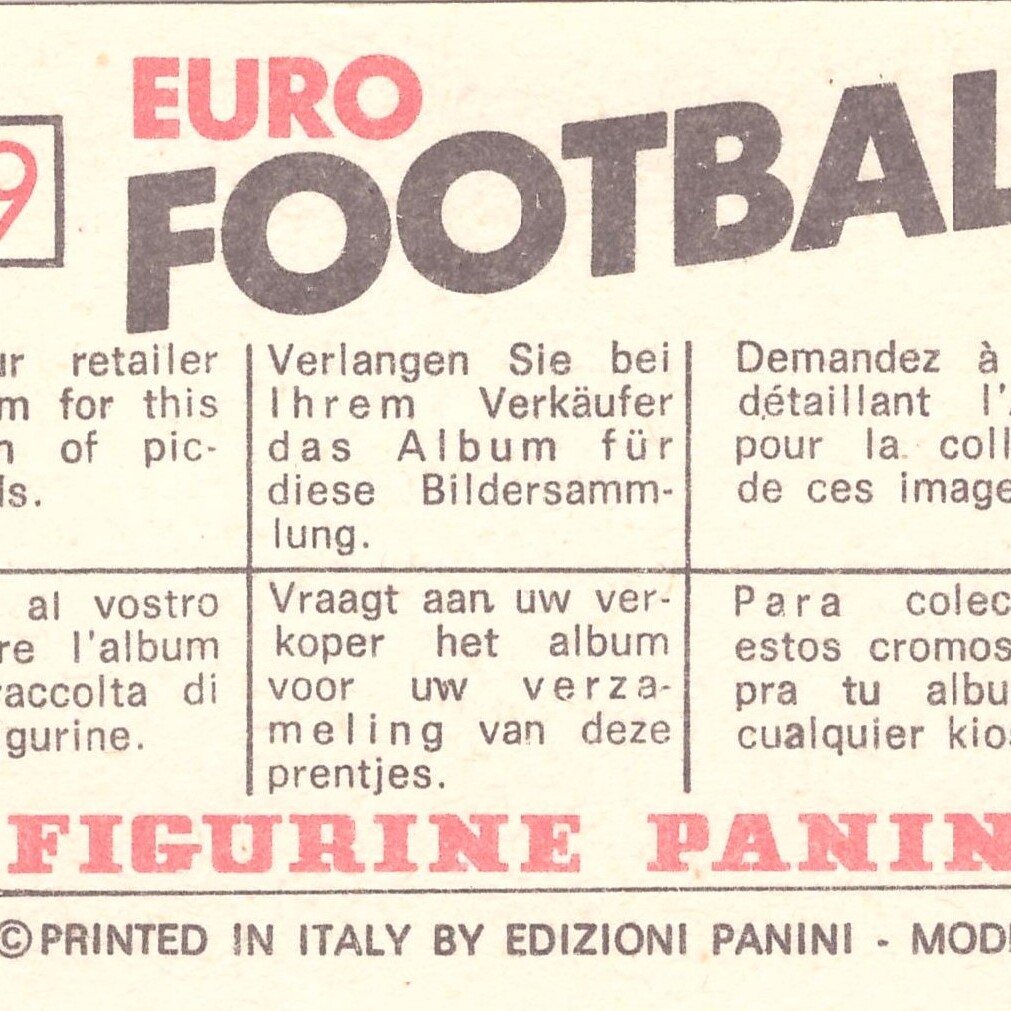 9
EURO
FOOTBAL
ur retailer
m for this
n of pic-
ds.
Verlangen Sie bei
Ihrem Verkäufer
das Album für
diese Bildersamm-
lung.
Demandez à
détaillant l'
pour la coll
de ces image
al vostro
re l'album
raccolta di
gurine.
Vraagt aan uw ver-
koper het album
voor uw verza-
meling van deze
prentjes.
Para colec
estos cromos
pra tu albu
cualquier kios
FIGURINE PANIN
©PRINTED IN ITALY BY EDIZIONI PANINI - MOD